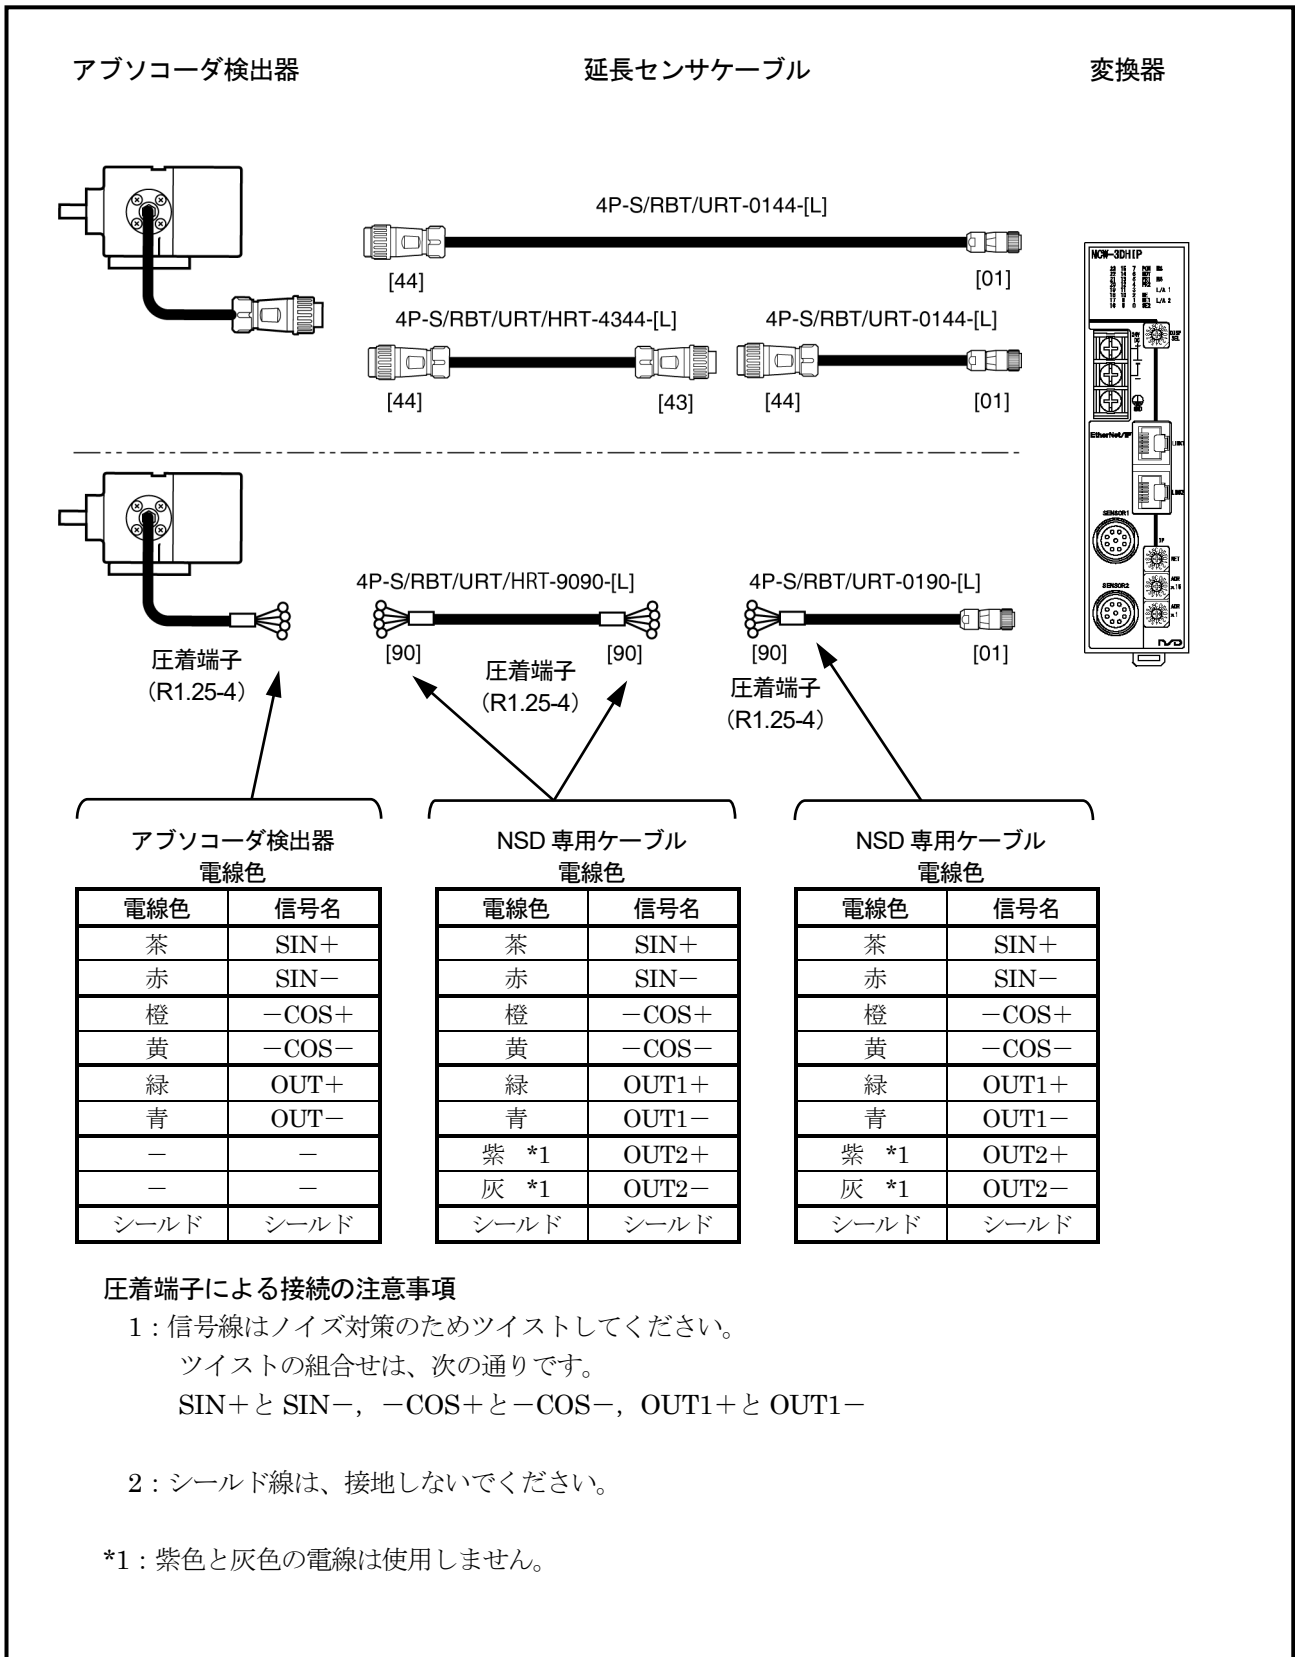 アブソコーダ検出器 延長センサケーブル 変換器
4P-S/RBT/URT-0144-[L]
[44] [01]
4P-S/RBT/URT/HRT-4344-[L] 4P-S/RBT/URT-0144-[L]
[44] [43] [44] [01]
NCW-3DHIP
L/A 1
L/A 2
EtherNet/IP
LINK1
LINK2
SENSOR1
IP
SENSOR2
4P-S/RBT/URT/HRT-9090-[L] 4P-S/RBT/URT-0190-[L]
[90] [90] [90] [01]
圧着端子 圧着端子 圧着端子
(R1.25-4) (R1.25-4) (R1.25-4)
アブソコーダ検出器 NSD 専用ケーブル NSD 専用ケーブル
電線色 電線色 電線色
電線色 信号名 電線色 信号名 電線色 信号名
茶 SIN+ 茶 SIN+ 茶 SIN+
赤 SIN- 赤 SIN- 赤 SIN-
橙 -COS+ 橙 -COS+ 橙 -COS+
黄 -COS- 黄 -COS- 黄 -COS-
緑 OUT+ 緑 OUT1+ 緑 OUT1+
青 OUT- 青 OUT1- 青 OUT1-
- - 紫 *1 OUT2+ 紫 *1 OUT2+
- - 灰 *1 OUT2- 灰 *1 OUT2-
シールド シールド シールド シールド シールド シールド
圧着端子による接続の注意事項
1:信号線はノイズ対策のためツイストしてください。
ツイストの組合せは、次の通りです。
SIN+と SIN-, -COS+と-COS-, OUT1+と OUT1-
2:シールド線は、接地しないでください。
*1:紫色と灰色の電線は使用しません。